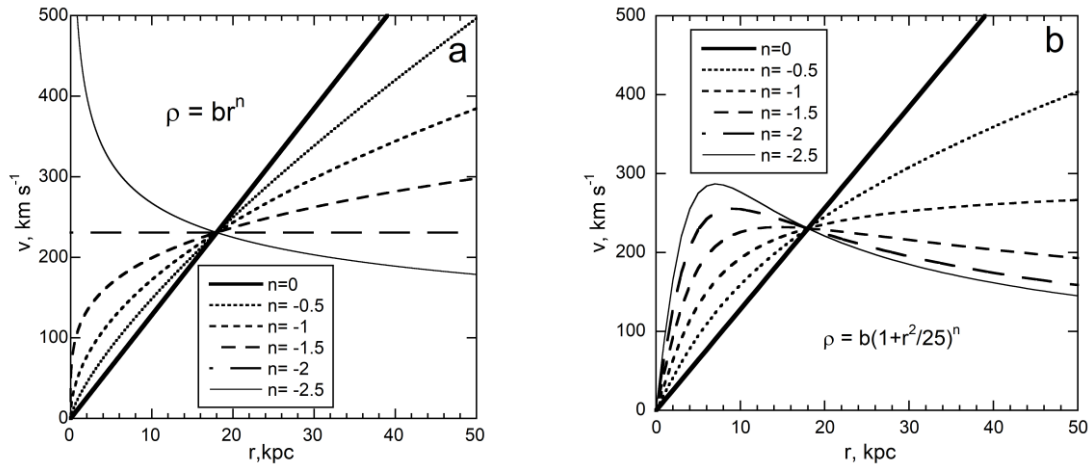 500
400
300
200
100
0
v, km s⁻¹
a
ρ = brⁿ
n=0
n= -0.5
n= -1
n= -1.5
n= -2
n= -2.5
0 10 20 30 40 50
r,kpc
500
400
300
200
100
0
v, km s⁻¹
b
n=0
n= -0.5
n= -1
n= -1.5
n= -2
n= -2.5
ρ = b(1+r²/25)ⁿ
0 10 20 30 40 50
r, kpc